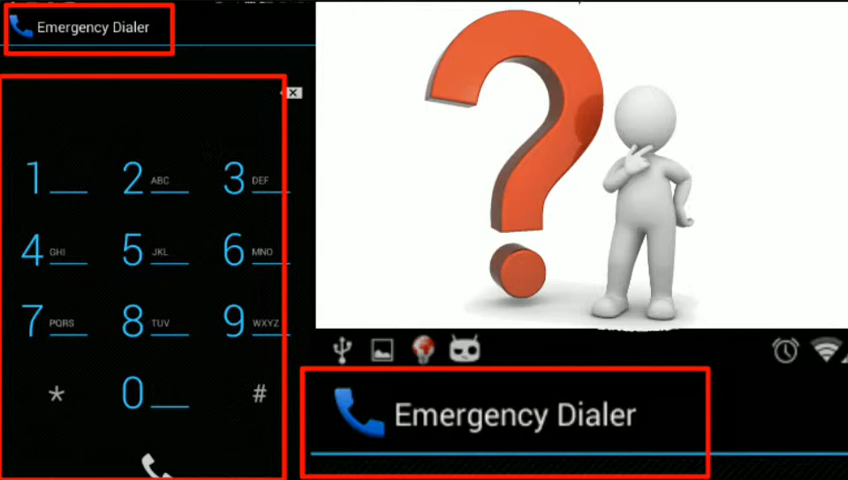 Emergency Dialer
1
2 ABC
3 DEF
4 GHI
5 JKL
6 MNO
7 PQRS
8 TUV
9 WXYZ
*
0
#
Emergency Dialer